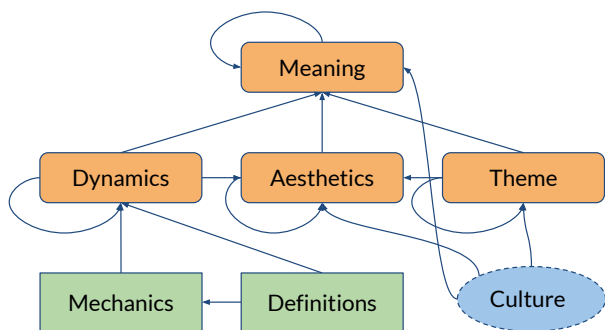 Meaning
Dynamics
Aesthetics
Theme
Mechanics
Definitions
Culture